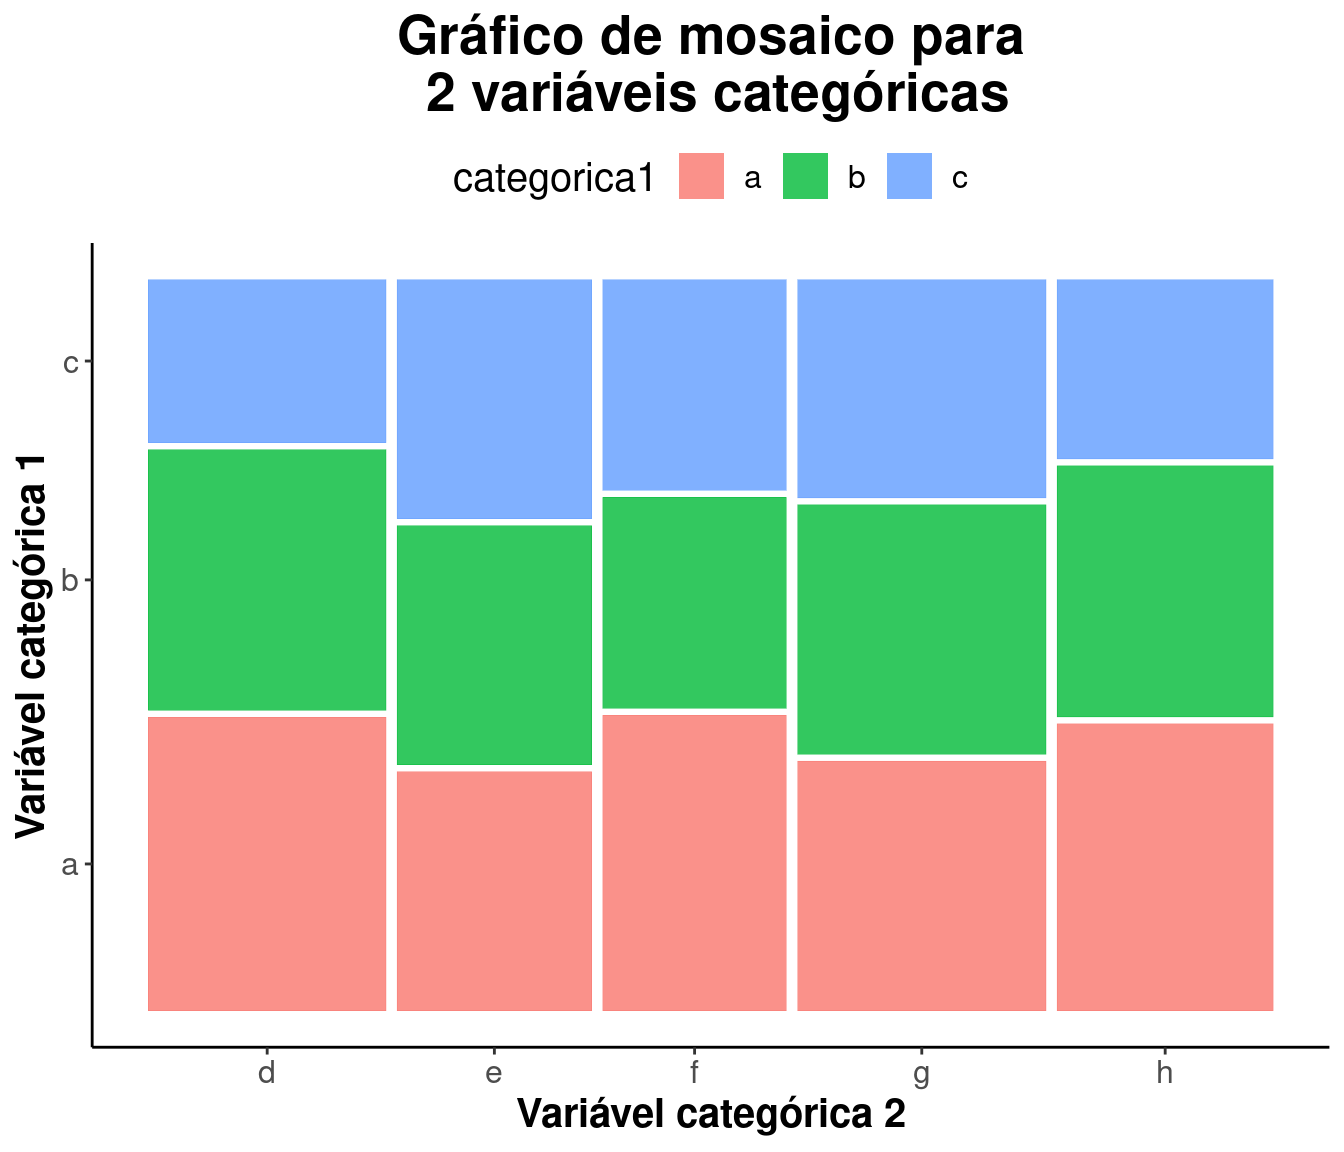 Gráfico de mosaico para
2 variáveis categóricas
categorica1 a b c
Variável categórica 1
c
b
a
d e f g h
Variável categórica 2